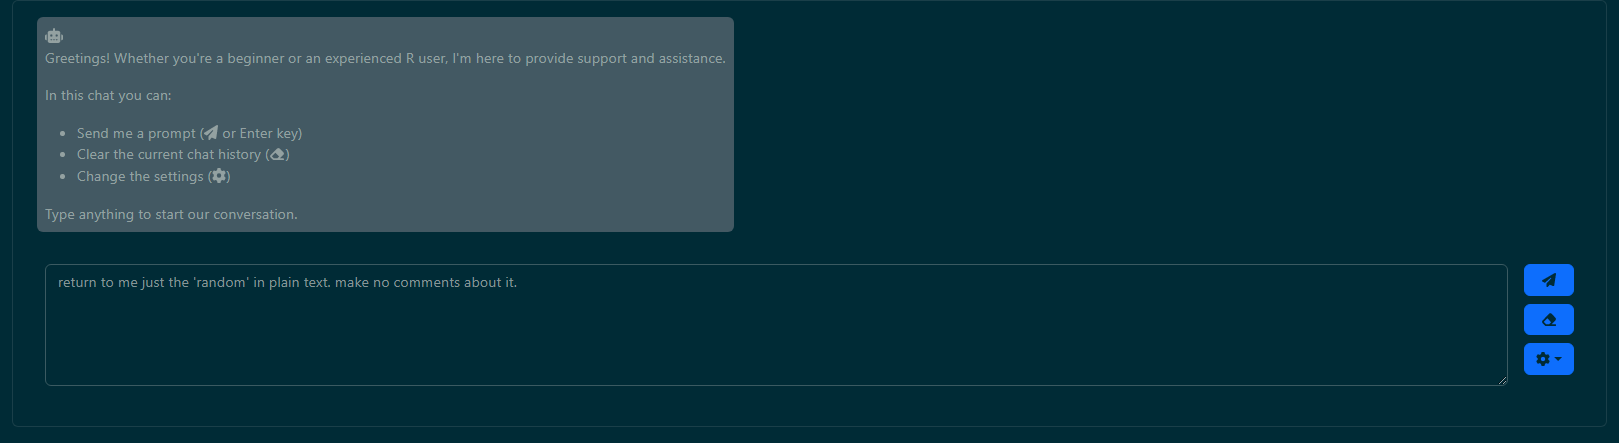 Greetings! Whether you're a beginner or an experienced R user, I'm here to provide support and assistance.
In this chat you can:
Send me a prompt ( or Enter key)
Clear the current chat history ()
Change the settings ()
Type anything to start our conversation.
return to me just the 'random' in plain text. make no comments about it.